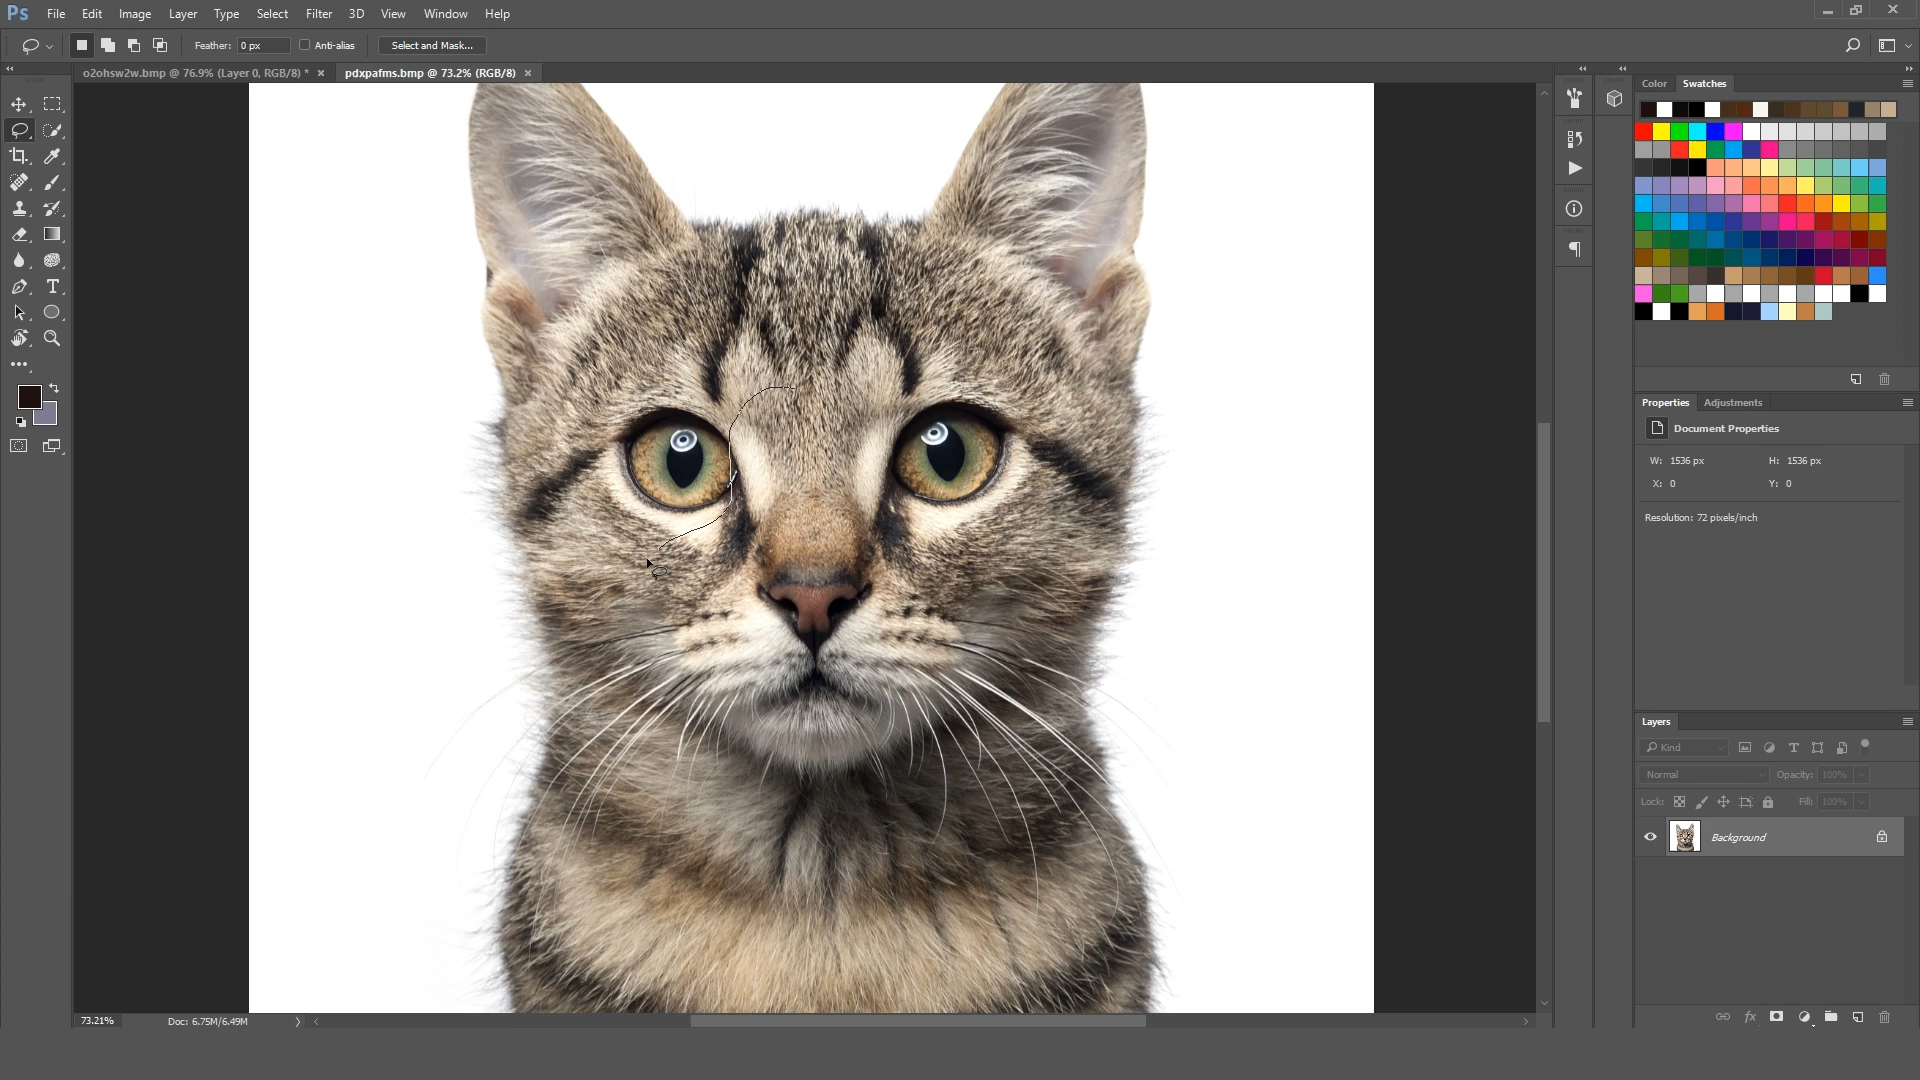 Ps File Edit Image Layer Type Select Filter 3D View Window Help
Feather: 0 px Anti-alias Select and Mask...
o2ohsw2w.bmp @ 76.9% (Layer 0, RGB/8) * × pdxpafms.bmp @ 73.2% (RGB/8) ×
Color Swatches
Properties Adjustments
Document Properties
W: 1536 px H: 1536 px
X: 0 Y: 0
Resolution: 72 pixels/inch
Layers
Kind
Normal Opacity: 100%
Lock: Fill: 100%
Background
fx
73.21% Doc: 6.75M/6.49M